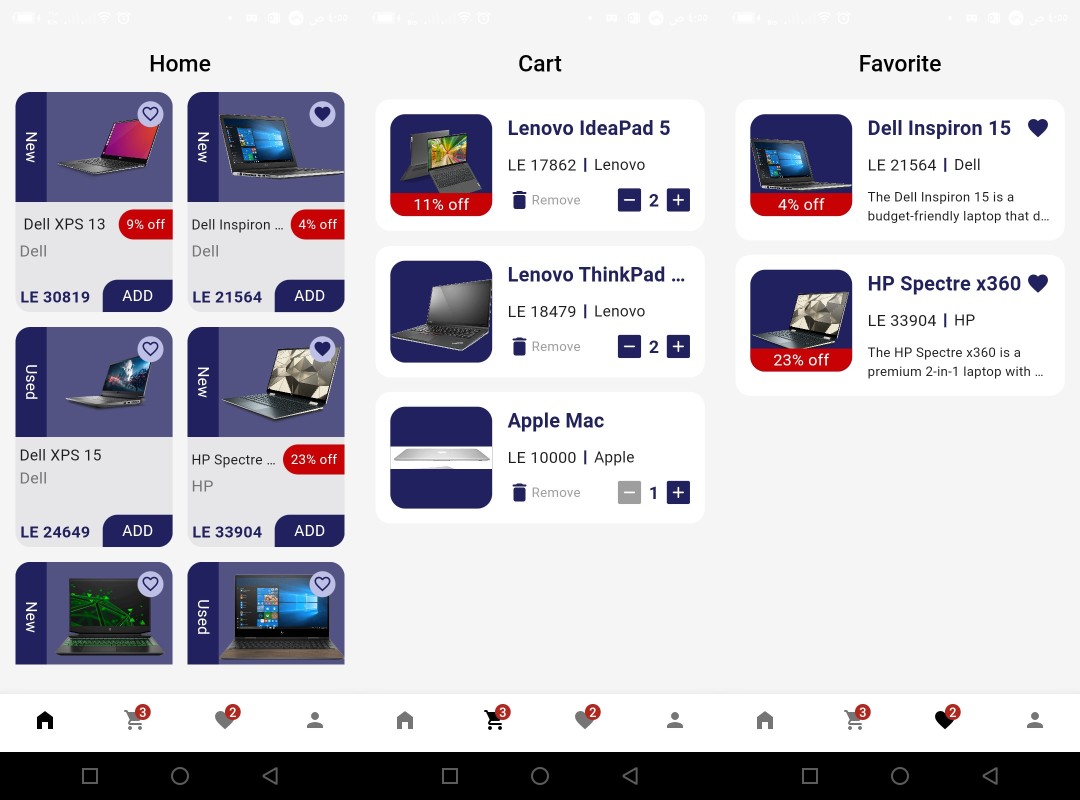 Home
New
New
Dell XPS 13
9% off
Dell
LE 30819
ADD
Dell Inspiron ...
4% off
Dell
LE 21564
ADD
Used
New
Dell XPS 15
Dell
LE 24649
ADD
HP Spectre ...
23% off
HP
LE 33904
ADD
New
Used
3
2
Cart
Lenovo IdeaPad 5
LE 17862 | Lenovo
11% off
Remove
2
Lenovo ThinkPad ...
LE 18479 | Lenovo
Remove
2
Apple Mac
LE 10000 | Apple
Remove
1
3
2
Favorite
Dell Inspiron 15
LE 21564 | Dell
4% off
The Dell Inspiron 15 is a
budget-friendly laptop that d...
HP Spectre x360
LE 33904 | HP
23% off
The HP Spectre x360 is a
premium 2-in-1 laptop with ...
3
2